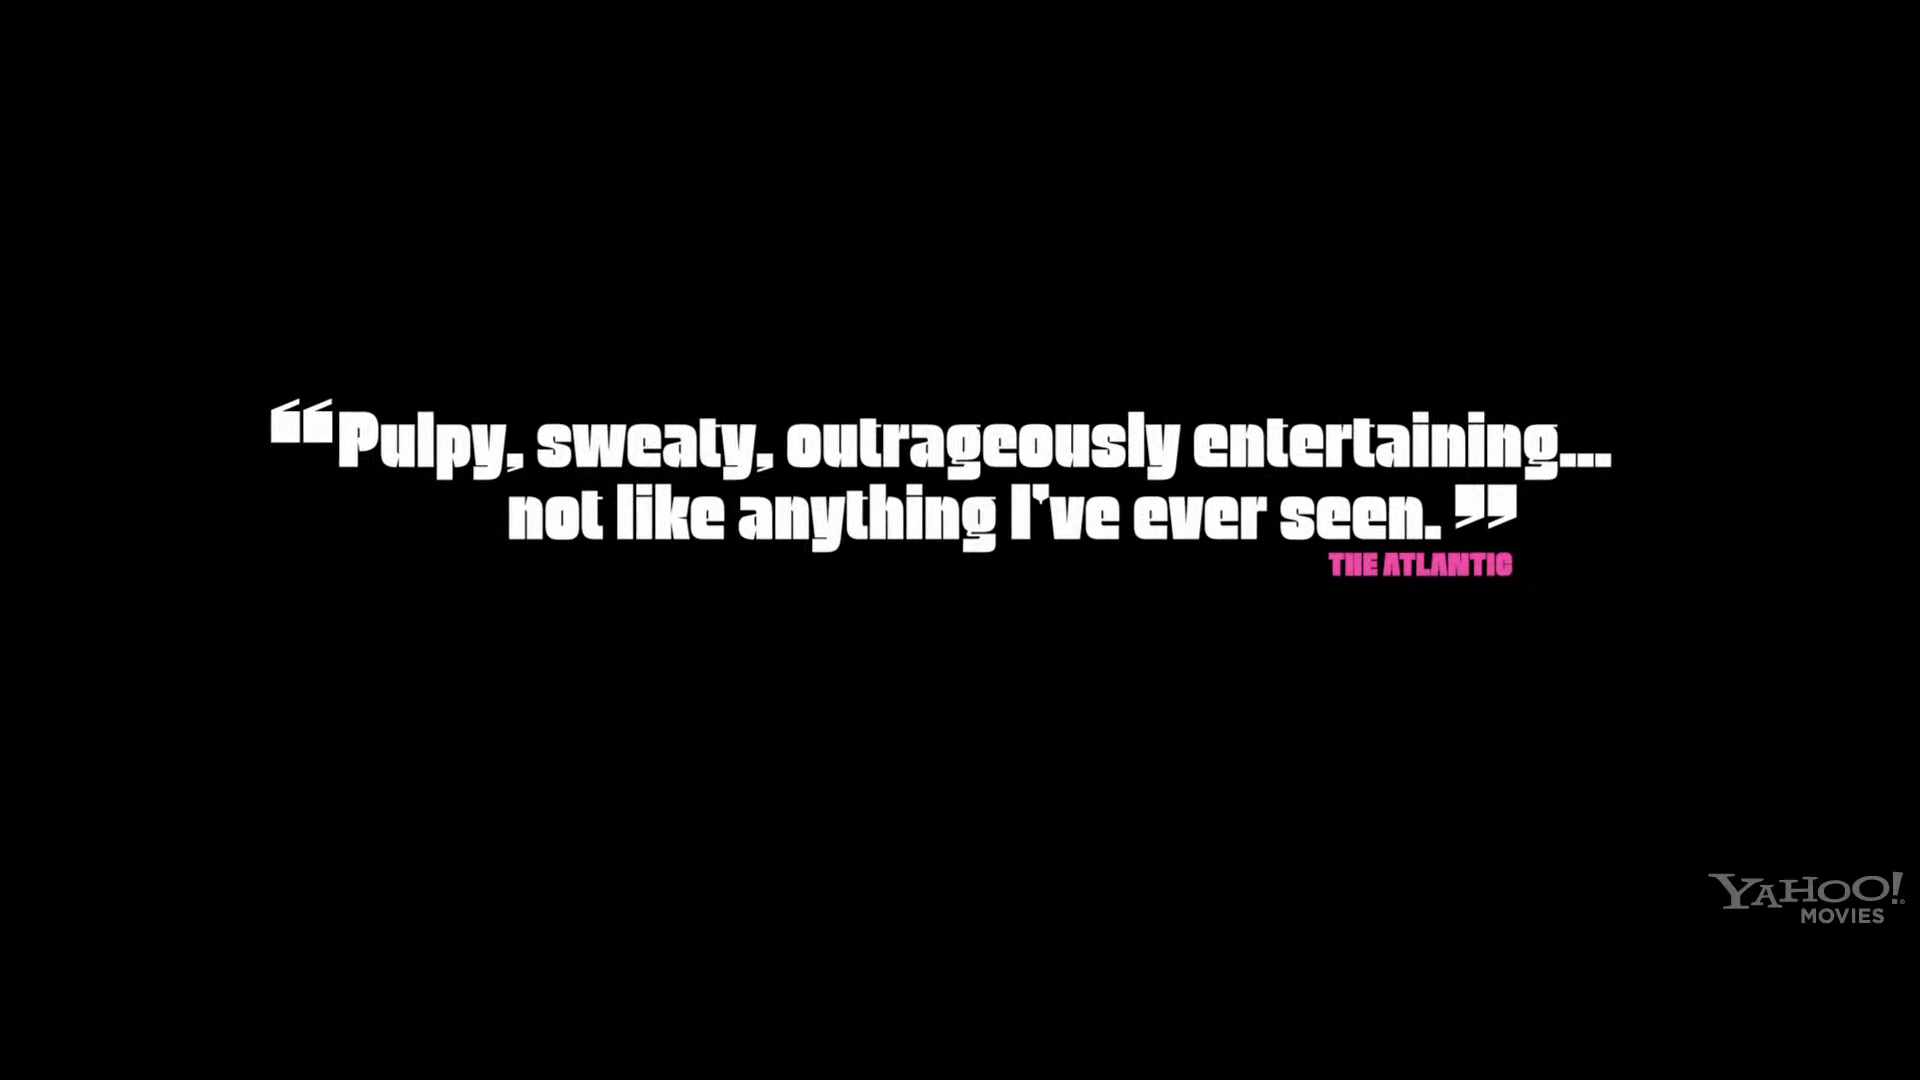 “Pulpy, sweaty, outrageously entertaining...
not like anything I've ever seen.”
THE ATLANTIC
YAHOO!
MOVIES